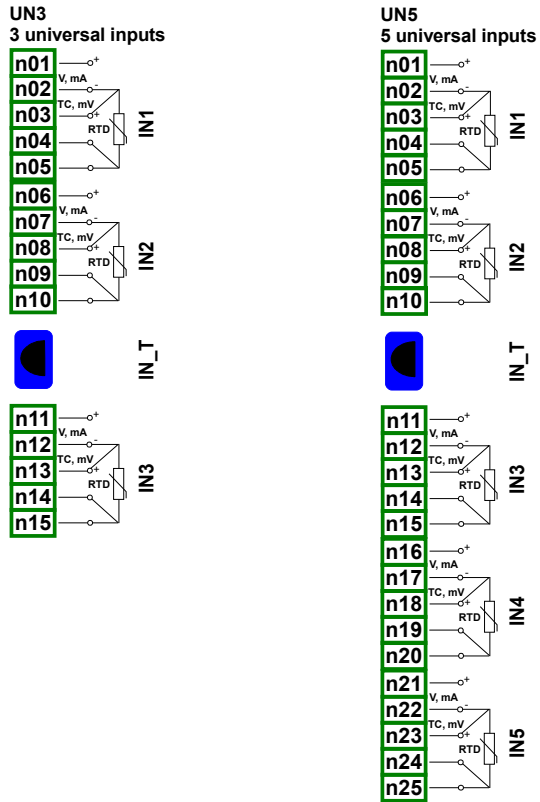 UN3
3 universal inputs
n01
+
V, mA
n02
-
TC, mV
n03
+
RTD
n04
n05
IN1
n06
+
V, mA
n07
-
TC, mV
n08
+
RTD
n09
n10
IN2
IN_T
n11
+
V, mA
n12
-
TC, mV
n13
+
RTD
n14
n15
IN3
UN5
5 universal inputs
n01
+
V, mA
n02
-
TC, mV
n03
+
RTD
n04
n05
IN1
n06
+
V, mA
n07
-
TC, mV
n08
+
RTD
n09
n10
IN2
IN_T
n11
+
V, mA
n12
-
TC, mV
n13
+
RTD
n14
n15
IN3
n16
+
V, mA
n17
-
TC, mV
n18
+
RTD
n19
n20
IN4
n21
+
V, mA
n22
-
TC, mV
n23
+
RTD
n24
n25
IN5